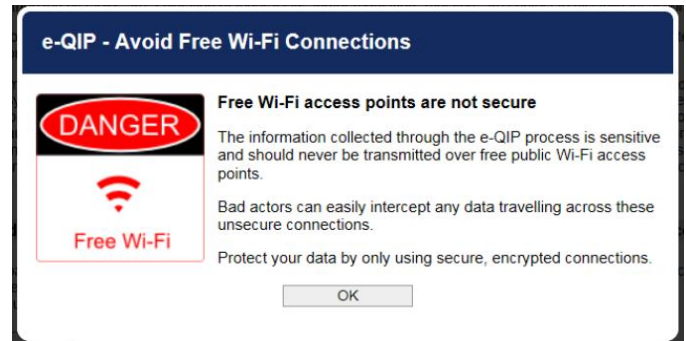 e-QIP - Avoid Free Wi-Fi Connections
DANGER
Free Wi-Fi
Free Wi-Fi access points are not secure
The information collected through the e-QIP process is sensitive
and should never be transmitted over free public Wi-Fi access
points.
Bad actors can easily intercept any data travelling across these
unsecure connections.
Protect your data by only using secure, encrypted connections.
OK